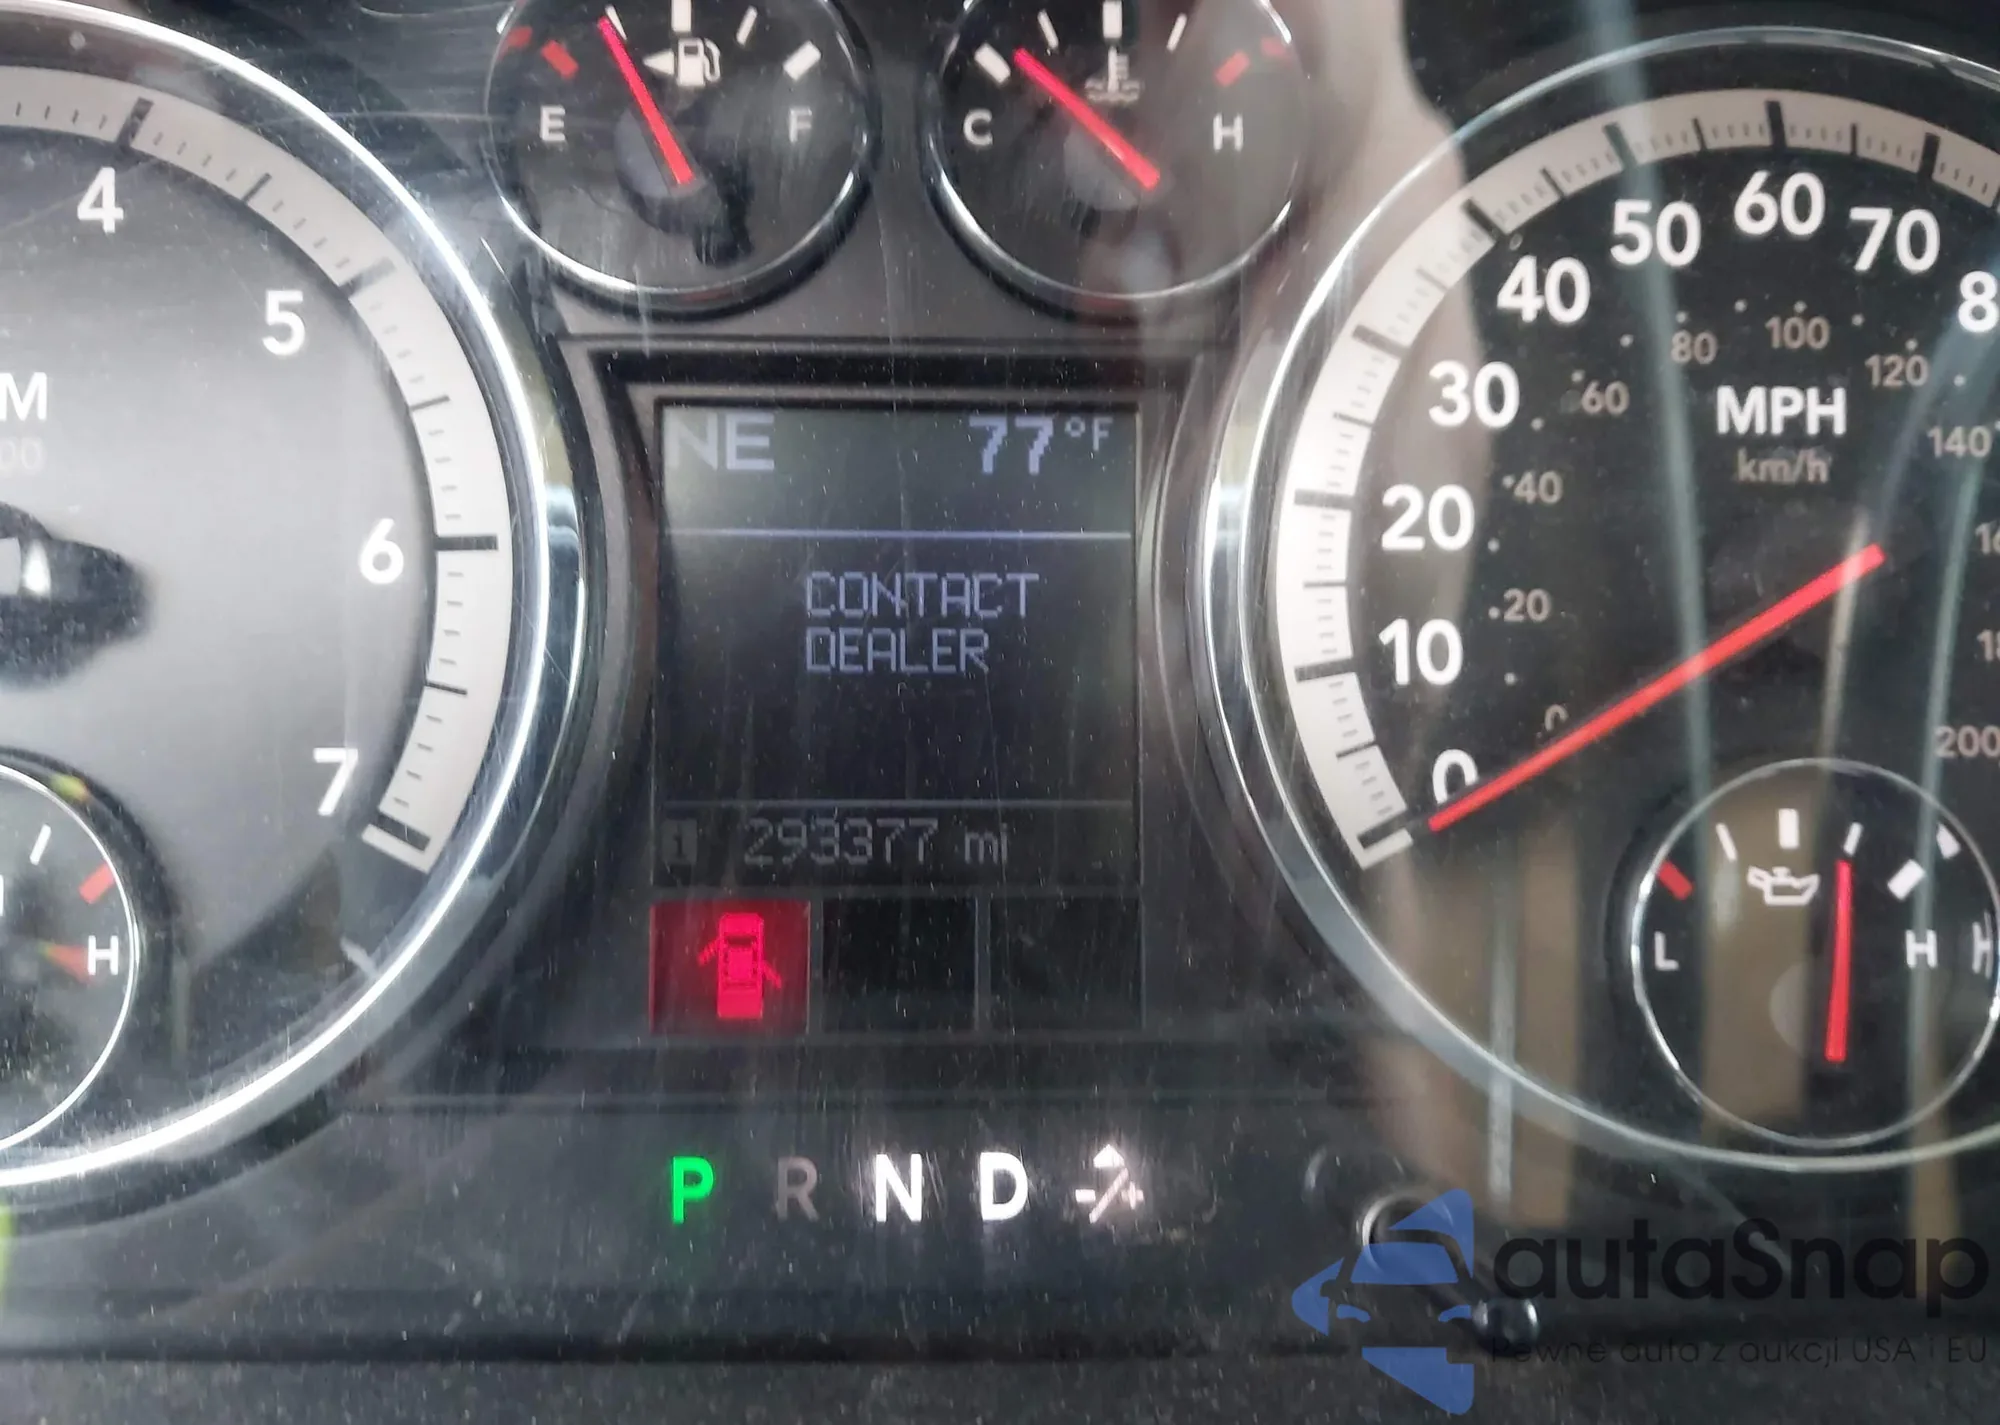 E F
C H
4
5
6
7
H
NE 77°F
CONTACT
DEALER
293377 mi
P R N D - +
0
10
20
30
40
50
60
70
8
0
20
40
60
80
100
120
140
200
MPH
km/h
L H
autaSnap
Pewne auta z aukcji USA i EU